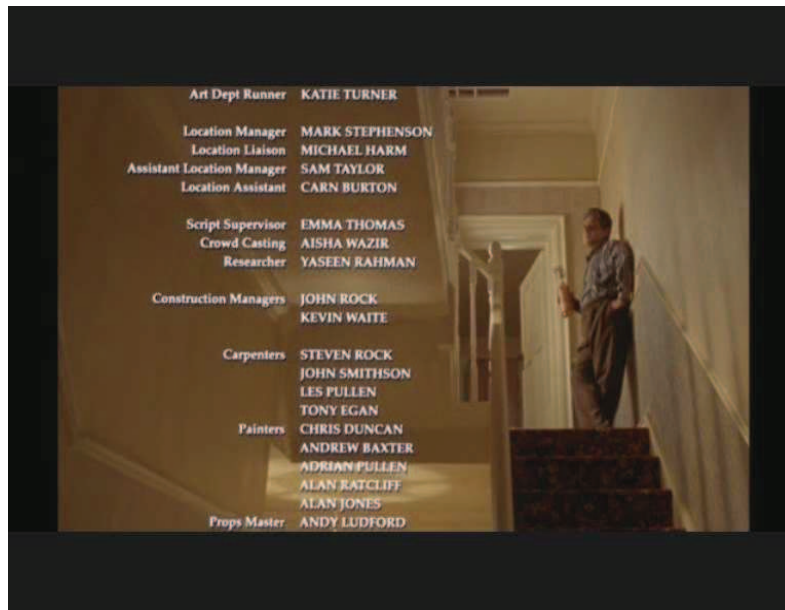 Art Dept Runner KATIE TURNER
Location Manager MARK STEPHENSON
Location Liaison MICHAEL HARM
Assistant Location Manager SAM TAYLOR
Location Assistant CARN BURTON
Script Supervisor EMMA THOMAS
Crowd Casting AISHA WAZIR
Researcher YASEEN RAHMAN
Construction Managers JOHN ROCK
KEVIN WAITE
Carpenters STEVEN ROCK
JOHN SMITHSON
LES PULLEN
TONY EGAN
Painters CHRIS DUNCAN
ANDREW BAXTER
ADRIAN PULLEN
ALAN RATCLIFF
ALAN JONES
Props Master ANDY LUDFORD